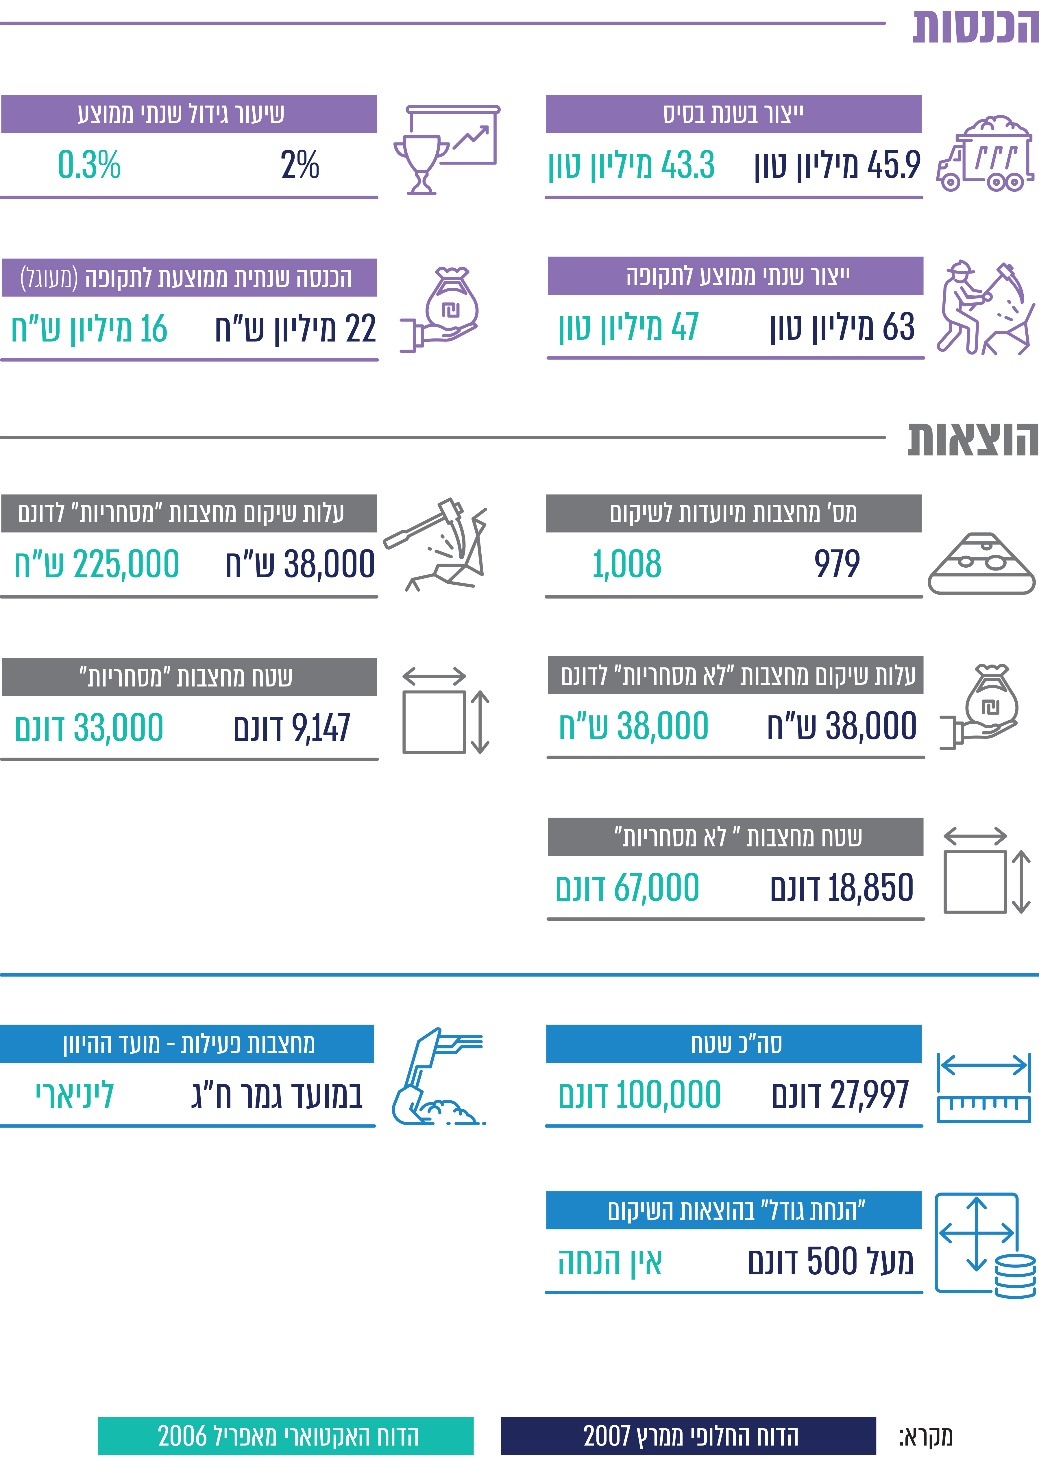 הכנסות
ייצור בשנת בסיס
45.9 מיליון טון 43.3 מיליון טון
שיעור גידול שנתי ממוצע
2% 0.3%
ייצור שנתי ממוצע לתקופה
63 מיליון טון 47 מיליון טון
הכנסה שנתית ממוצעת לתקופה (מעוגל)
22 מיליון ש"ח 16 מיליון ש"ח
הוצאות
מס' מחצבות מיועדות לשיקום
979 1,008
עלות שיקום מחצבות "מסחריות" לדונם
38,000 ש"ח 225,000 ש"ח
עלות שיקום מחצבות "לא מסחריות" לדונם
38,000 ש"ח 38,000 ש"ח
שטח מחצבות "מסחריות"
9,147 דונם 33,000 דונם
שטח מחצבות " לא מסחריות"
18,850 דונם 67,000 דונם
סה"כ שטח
27,997 דונם 100,000 דונם
מחצבות פעילות - מועד ההיוון
במועד גמר ח"ג ליניארי
"הנחת גודל" בהוצאות השיקום
מעל 500 דונם אין הנחה
מקרא: הדוח החלופי ממרץ 2007 הדוח האקטוארי מאפריל 2006